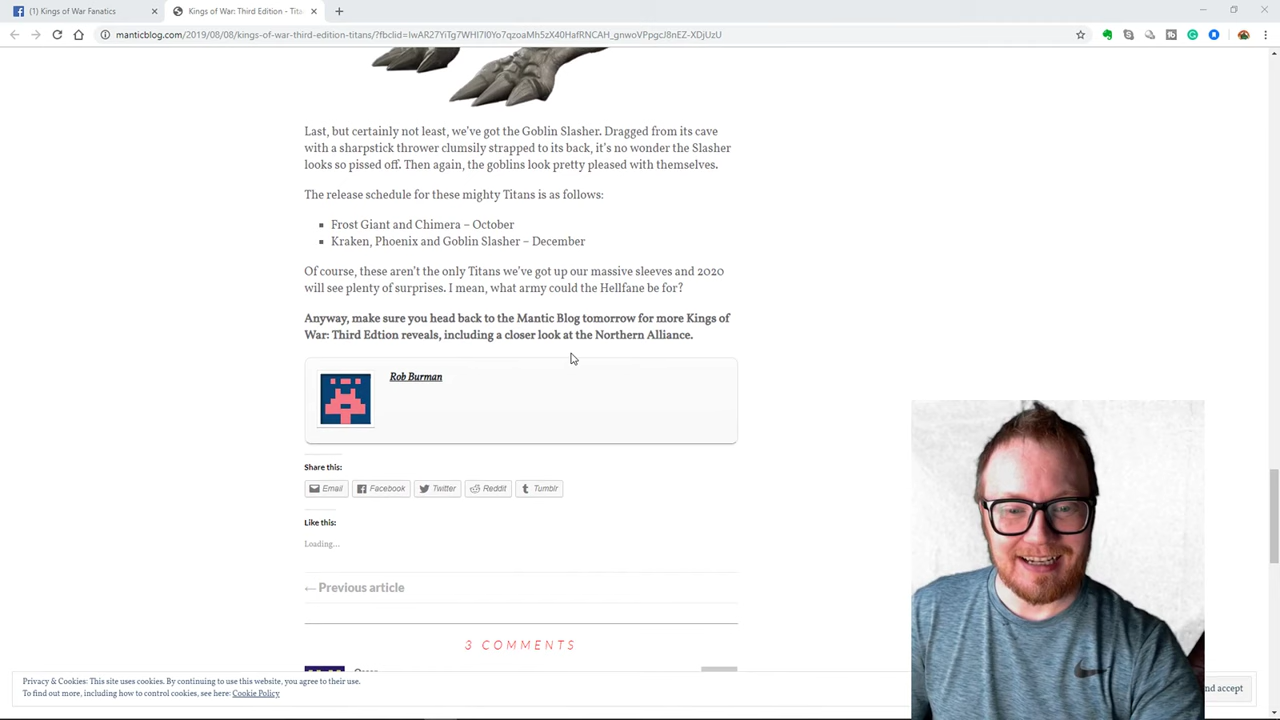 (1) Kings of War Fanatics
Kings of War: Third Edition - Tita
manticblog.com/2019/08/08/kings-of-war-third-edition-titans/?fbclid=IwAR27YiTg7WHI7I0Yo7qzoaMh5zX40HafRNCAH_gnwoVPpgcJ8nEZ-XDjUzU
Last, but certainly not least, we've got the Goblin Slasher. Dragged from its cave
with a sharpstick thrower clumsily strapped to its back, it's no wonder the Slasher
looks so pissed off. Then again, the goblins look pretty pleased with themselves.
The release schedule for these mighty Titans is as follows:
Frost Giant and Chimera – October
Kraken, Phoenix and Goblin Slasher – December
Of course, these aren't the only Titans we've got up our massive sleeves and 2020
will see plenty of surprises. I mean, what army could the Hellfane be for?
Anyway, make sure you head back to the Mantic Blog tomorrow for more Kings of
War: Third Edtion reveals, including a closer look at the Northern Alliance.
Rob Burman
Share this:
Email Facebook Twitter Reddit Tumblr
Like this:
Loading...
← Previous article
3 COMMENTS
Privacy & Cookies: This site uses cookies. By continuing to use this website, you agree to their use.
To find out more, including how to control cookies, see here: Cookie Policy
nd accept